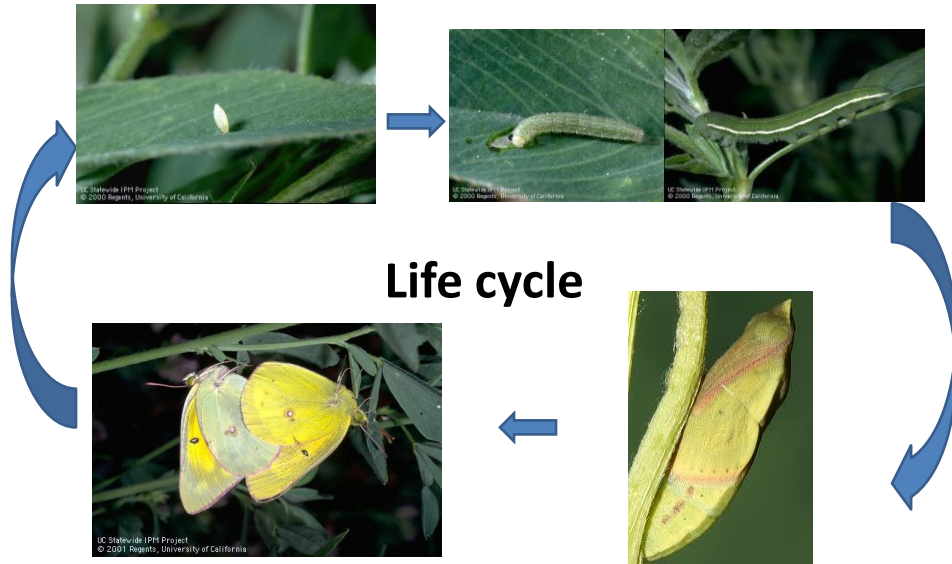 UC Statewide IPM Project
© 2000 Regents, University of California
UC Statewide IPM Project
© 2000 Regents, University of California
UC Statewide IPM Project
© 2000 Regents, University of California
Life cycle
UC Statewide IPM Project
© 2001 Regents, University of California